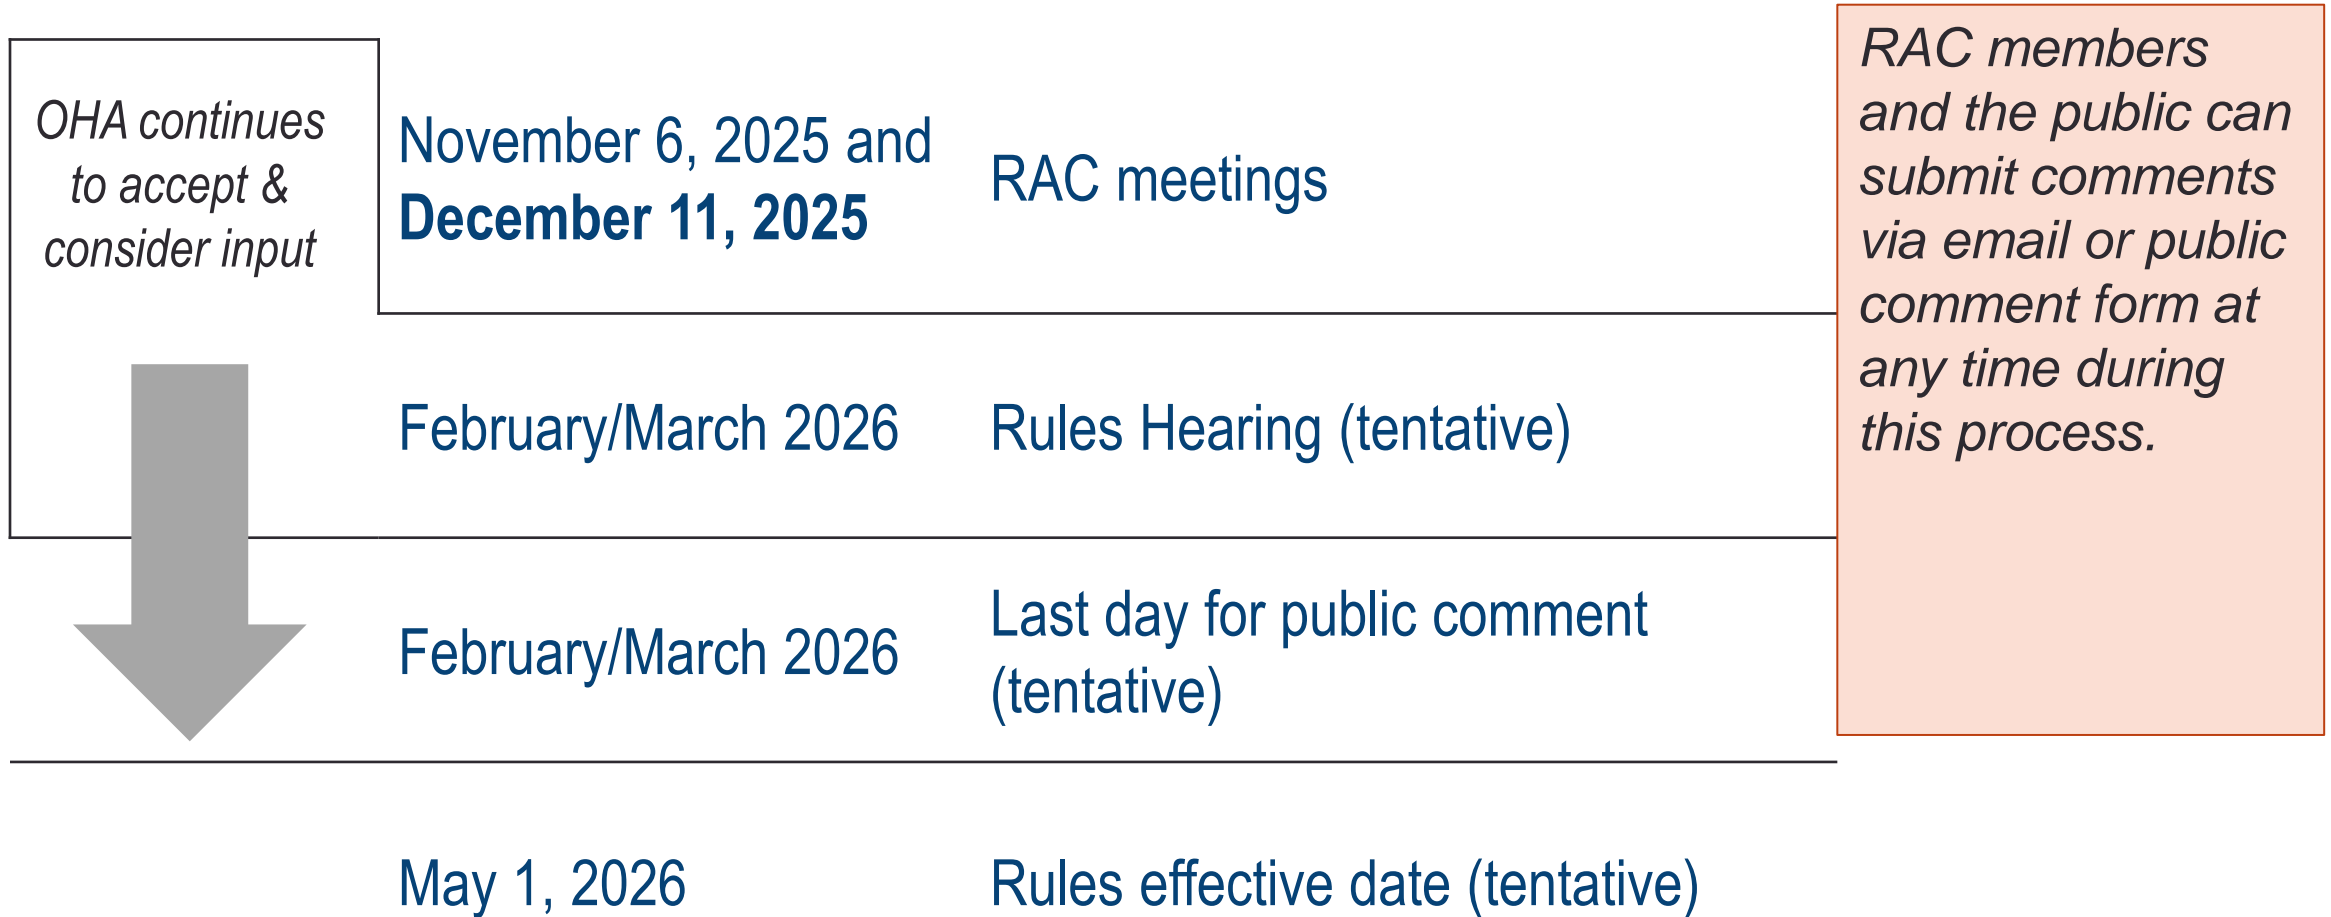 OHA continues
to accept &
consider input
November 6, 2025 and
December 11, 2025
RAC meetings
February/March 2026
Rules Hearing (tentative)
February/March 2026
Last day for public comment
(tentative)
May 1, 2026
Rules effective date (tentative)
RAC members
and the public can
submit comments
via email or public
comment form at
any time during
this process.